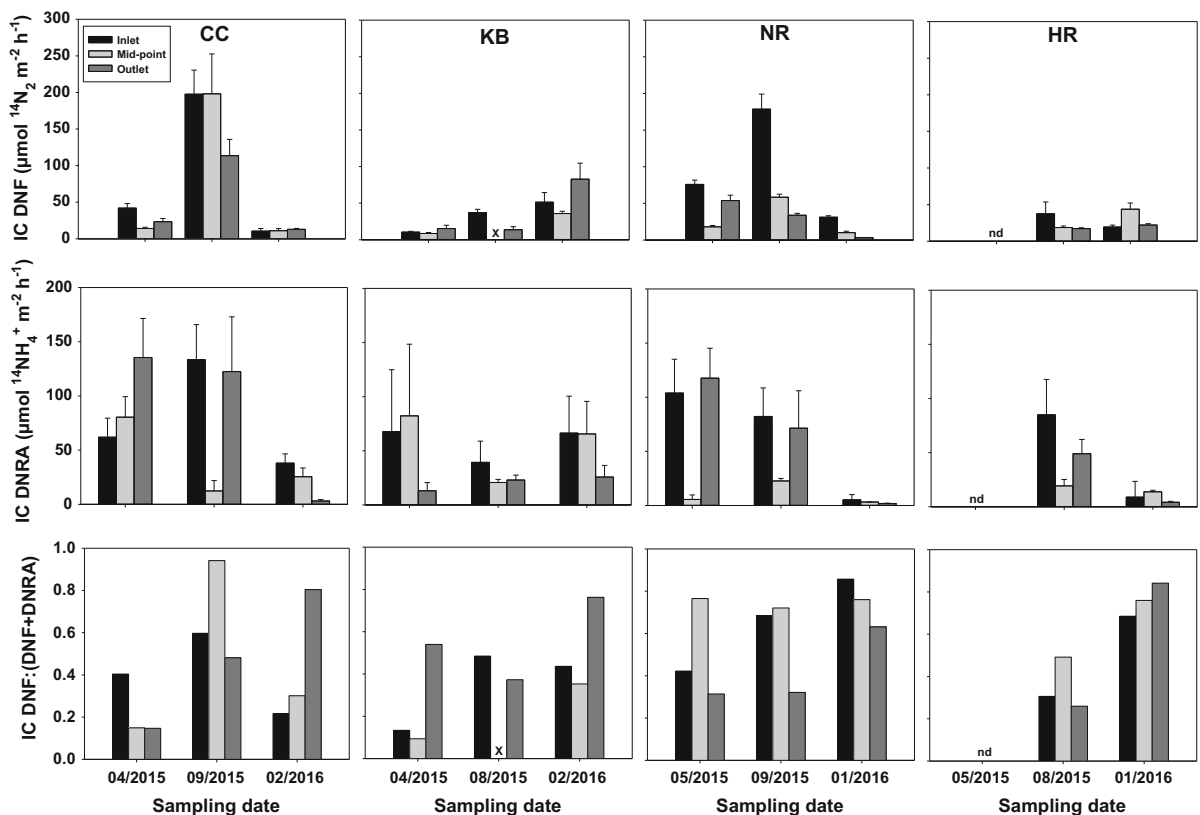 CC
KB
NR
HR
Inlet
Mid-point
Outlet
IC DNF (µmol ¹⁴N₂ m⁻² h⁻¹)
300
250
200
150
100
50
0
x
nd
IC DNRA (µmol ¹⁴NH₄⁺ m⁻² h⁻¹)
200
150
100
50
0
nd
IC DNF:(DNF+DNRA)
1.0
0.8
0.6
0.4
0.2
0.0
x
nd
04/2015 09/2015 02/2016
04/2015 08/2015 02/2016
05/2015 09/2015 01/2016
05/2015 08/2015 01/2016
Sampling date
Sampling date
Sampling date
Sampling date